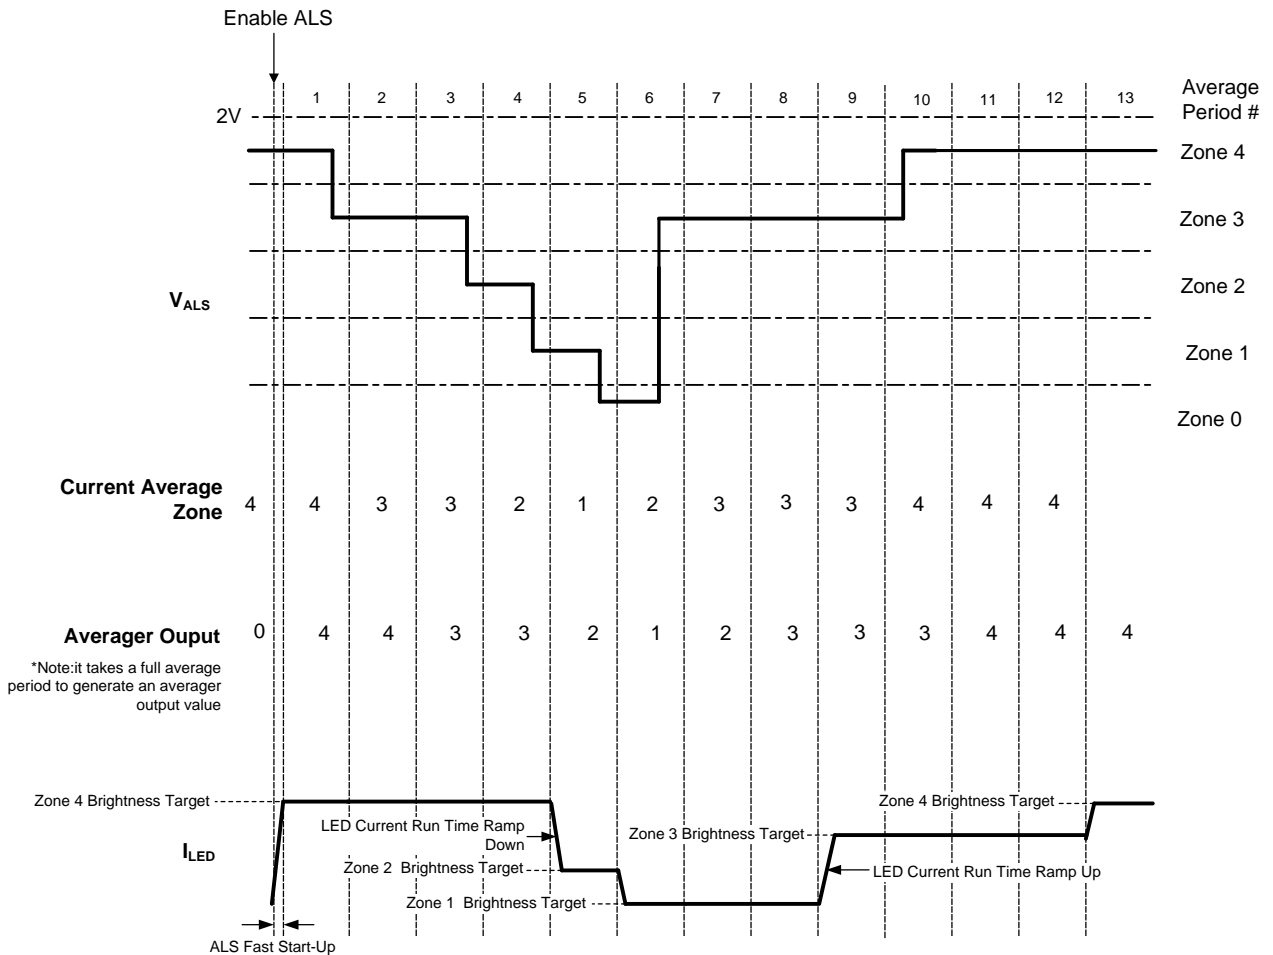 Enable ALS
Average
Period #
1 2 3 4 5 6 7 8 9 10 11 12 13
2V
Zone 4
Zone 3
Zone 2
Zone 1
Zone 0
VALS
Current Average
Zone
4 4 3 3 2 1 2 3 3 3 4 4 4
Averager Ouput
0 4 4 3 3 2 1 2 3 3 3 4 4 4
*Note:it takes a full average
period to generate an averager
output value
Zone 4 Brightness Target
Zone 4 Brightness Target
LED Current Run Time Ramp
Down
Zone 3 Brightness Target
ILED
Zone 2 Brightness Target
LED Current Run Time Ramp Up
Zone 1 Brightness Target
ALS Fast Start-Up